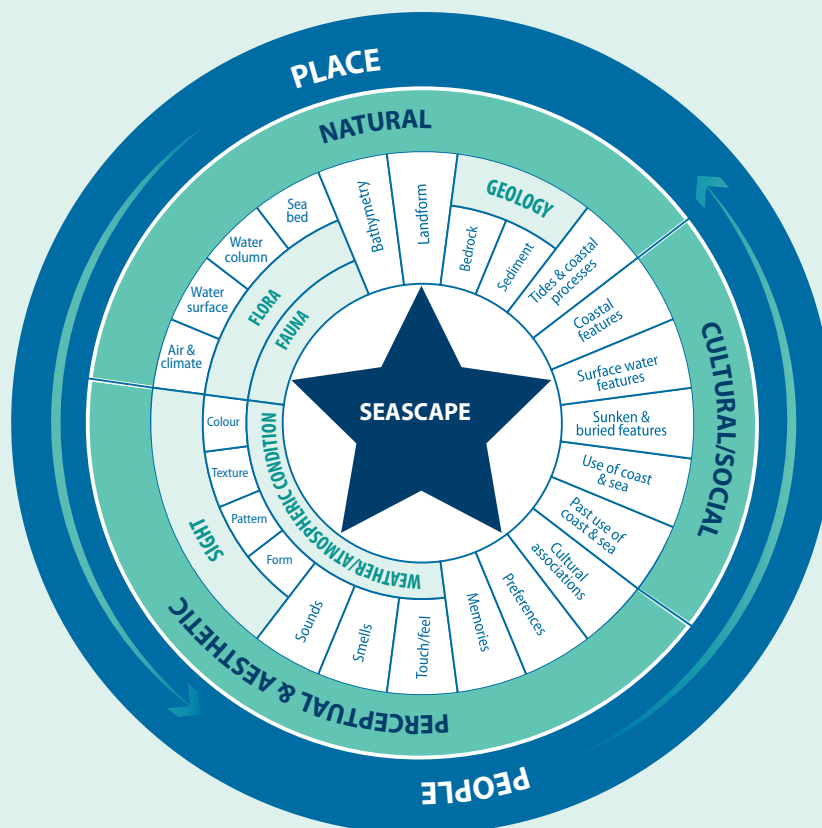 PLACE
NATURAL
GEOLOGY
Sea
bed
Bathymetry
Landform
Bedrock
Sediment
Tides & coastal
processes
Water
column
Water
surface
Air &
climate
FLORA
FAUNA
Coastal
features
Surface water
features
Sunken &
buried features
Use of coast
& sea
Past use of
coast & sea
Cultural
associations
CULTURAL/SOCIAL
SEASCAPE
Colour
Texture
Pattern
Form
SIGHT
WEATHER/ATMOSPHERIC CONDITION
Sounds
Smells
Touch/feel
Memories
Preferences
PERCEPTUAL & AESTHETIC
PEOPLE